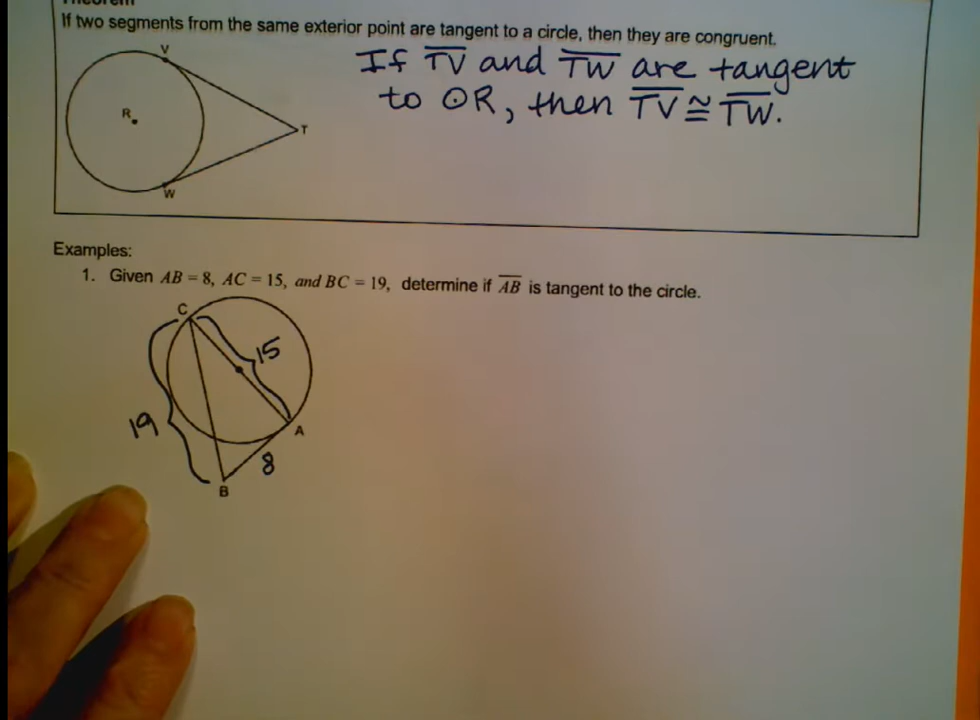 Theorem
If two segments from the same exterior point are tangent to a circle, then they are congruent.
V
R
T
W
If TV and TW are tangent
to ⊙R, then TV ≅ TW.
Examples:
1. Given AB = 8, AC = 15, and BC = 19, determine if AB is tangent to the circle.
C
15
19
A
8
B